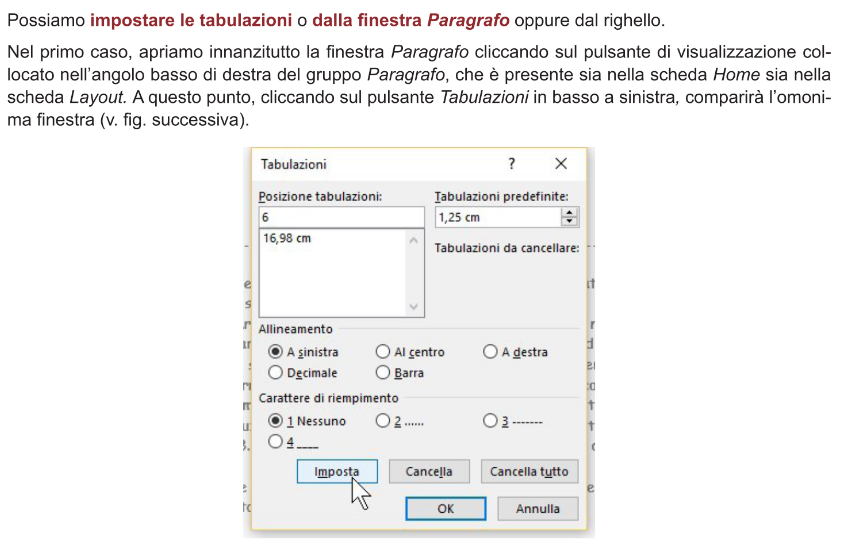 Possiamo impostare le tabulazioni o dalla finestra Paragrafo oppure dal righello.
Nel primo caso, apriamo innanzitutto la finestra Paragrafo cliccando sul pulsante di visualizzazione col-
locato nell'angolo basso di destra del gruppo Paragrafo, che è presente sia nella scheda Home sia nella
scheda Layout. A questo punto, cliccando sul pulsante Tabulazioni in basso a sinistra, comparirà l'omoni-
ma finestra (v. fig. successiva).
Tabulazioni ? X
Posizione tabulazioni: Tabulazioni predefinite:
6 1,25 cm
16,98 cm
Tabulazioni da cancellare:
Allineamento
A sinistra Al centro A destra
Decimale Barra
Carattere di riempimento
1 Nessuno 2 ...... 3 -------
4 ____
Imposta Cancella Cancella tutto
OK Annulla